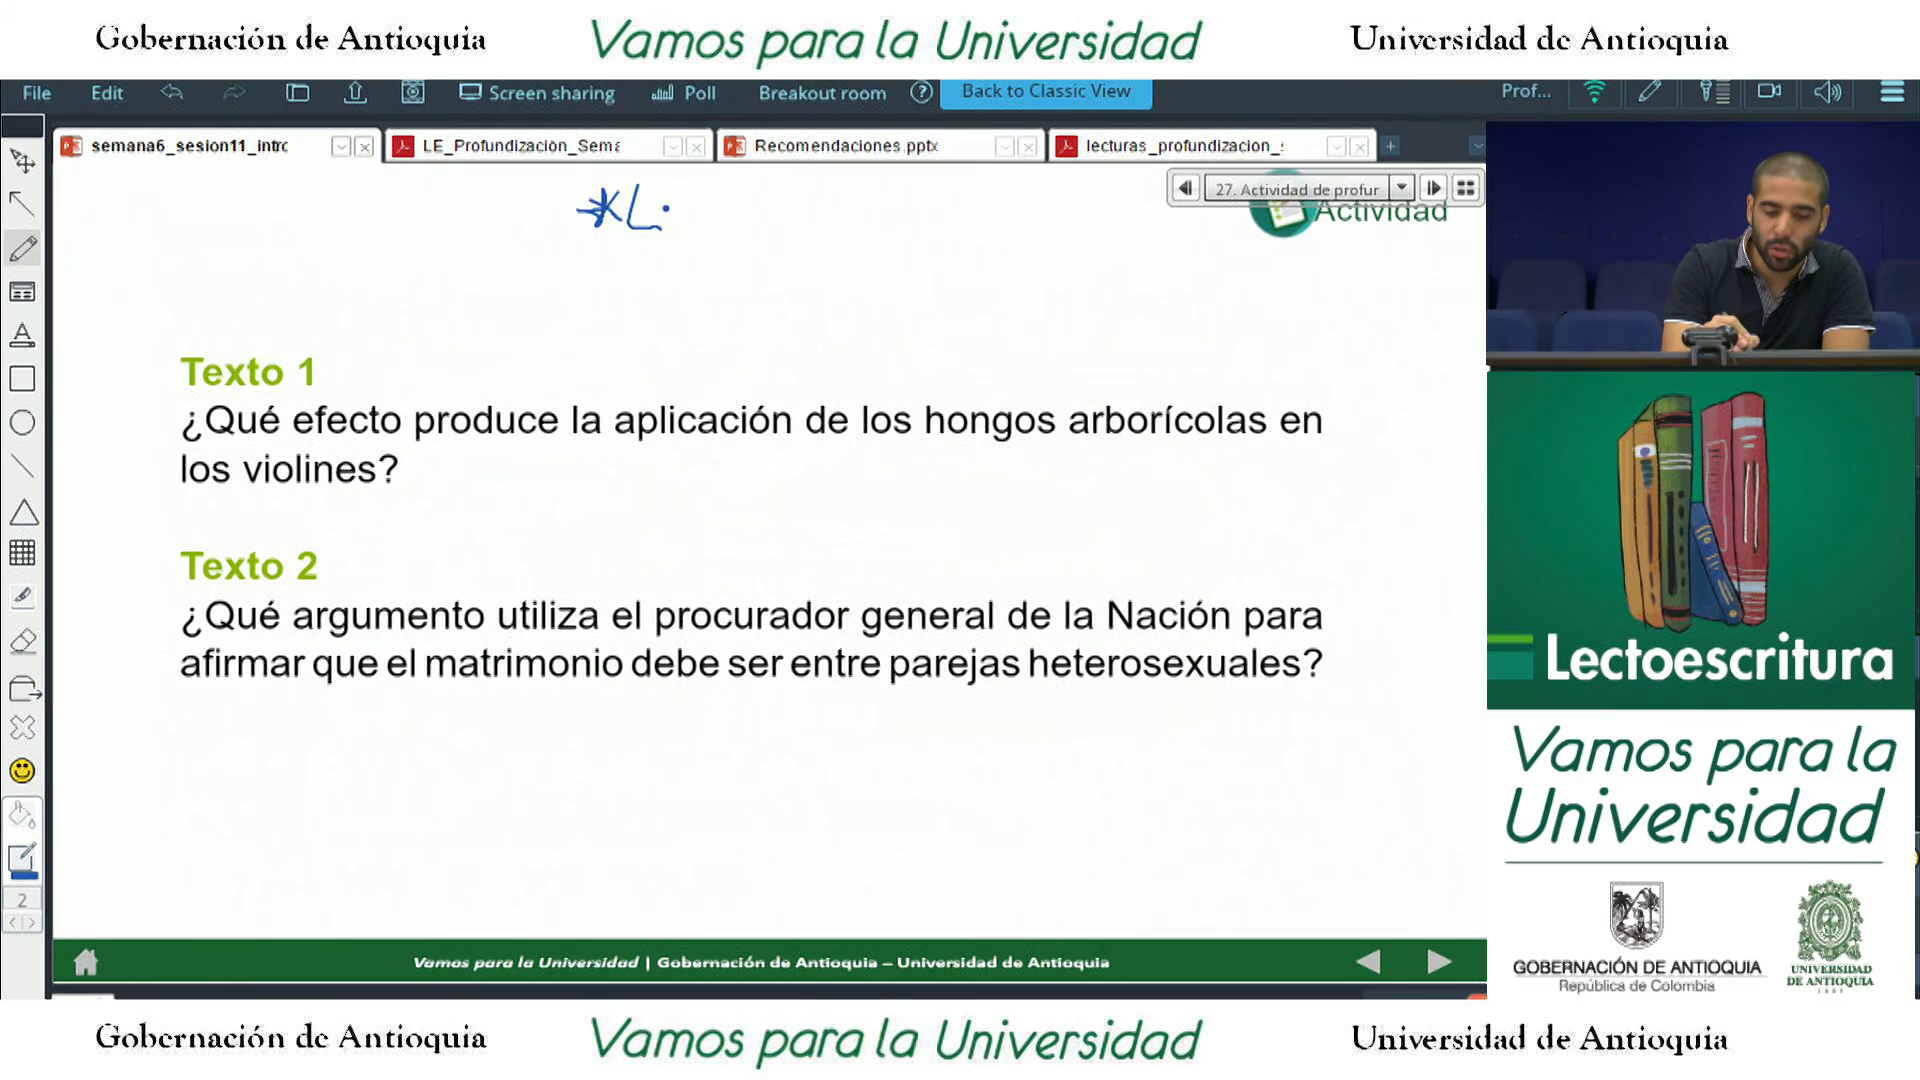 Gobernación de Antioquia
Vamos para la Universidad
Universidad de Antioquia
File
Edit
Screen sharing
Poll
Breakout room
?
Back to Classic View
Prof...
semana6_sesion11_intro
LE_Profundización_Sema
Recomendaciones.pptx
lecturas_profundizacion_s
27. Actividad de profur
Actividad
*L:
Texto 1
¿Qué efecto produce la aplicación de los hongos arborícolas en
los violines?
Texto 2
¿Qué argumento utiliza el procurador general de la Nación para
afirmar que el matrimonio debe ser entre parejas heterosexuales?
2
Vamos para la Universidad | Gobernación de Antioquia – Universidad de Antioquia
Lectoescritura
Vamos para la
Universidad
GOBERNACIÓN DE ANTIOQUIA
República de Colombia
UNIVERSIDAD
DE ANTIOQUIA
1803
Gobernación de Antioquia
Vamos para la Universidad
Universidad de Antioquia